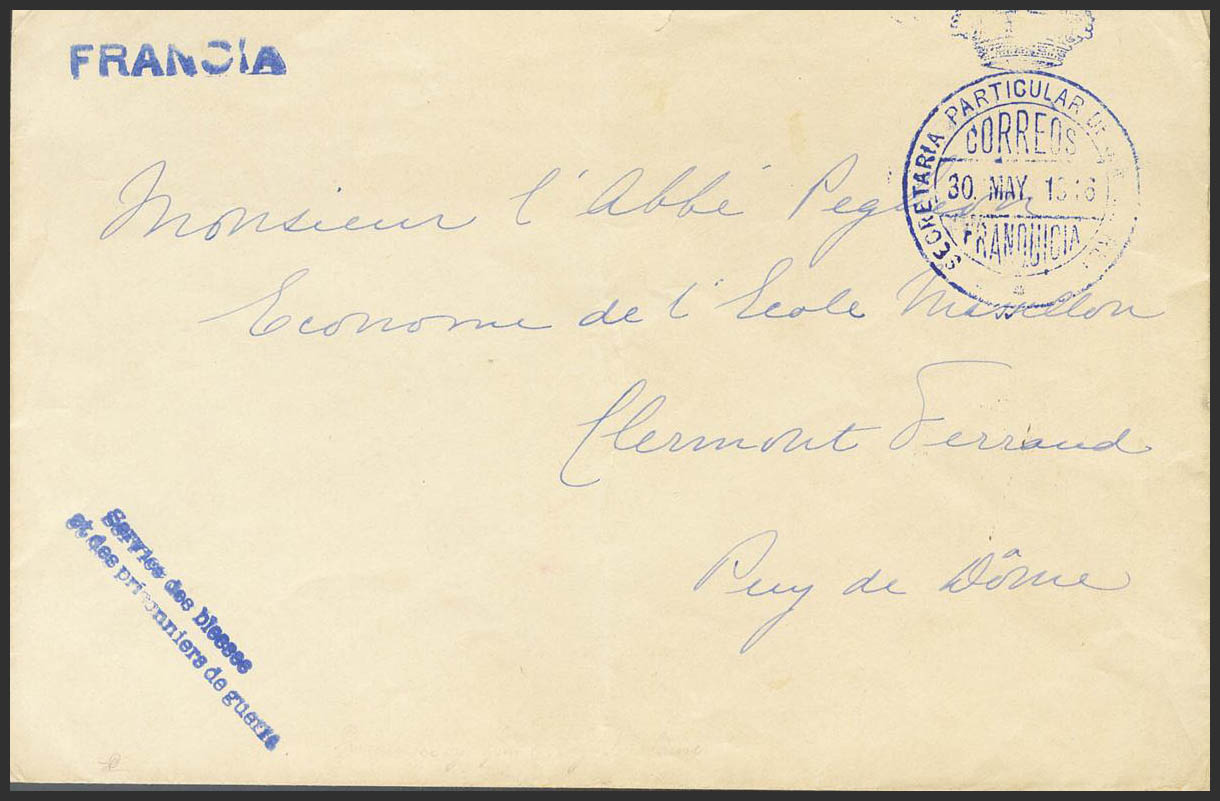 FRANCIA
SECRETARIA PARTICULAR DE
CORREOS
30. MAY. 1916
FRANQUICIA
Monsieur l'Abbé
Econome de l'Ecole Massillon
Clermont Ferrand
Puy de Dôme
Service des blesses
et des prisonniers de guerre